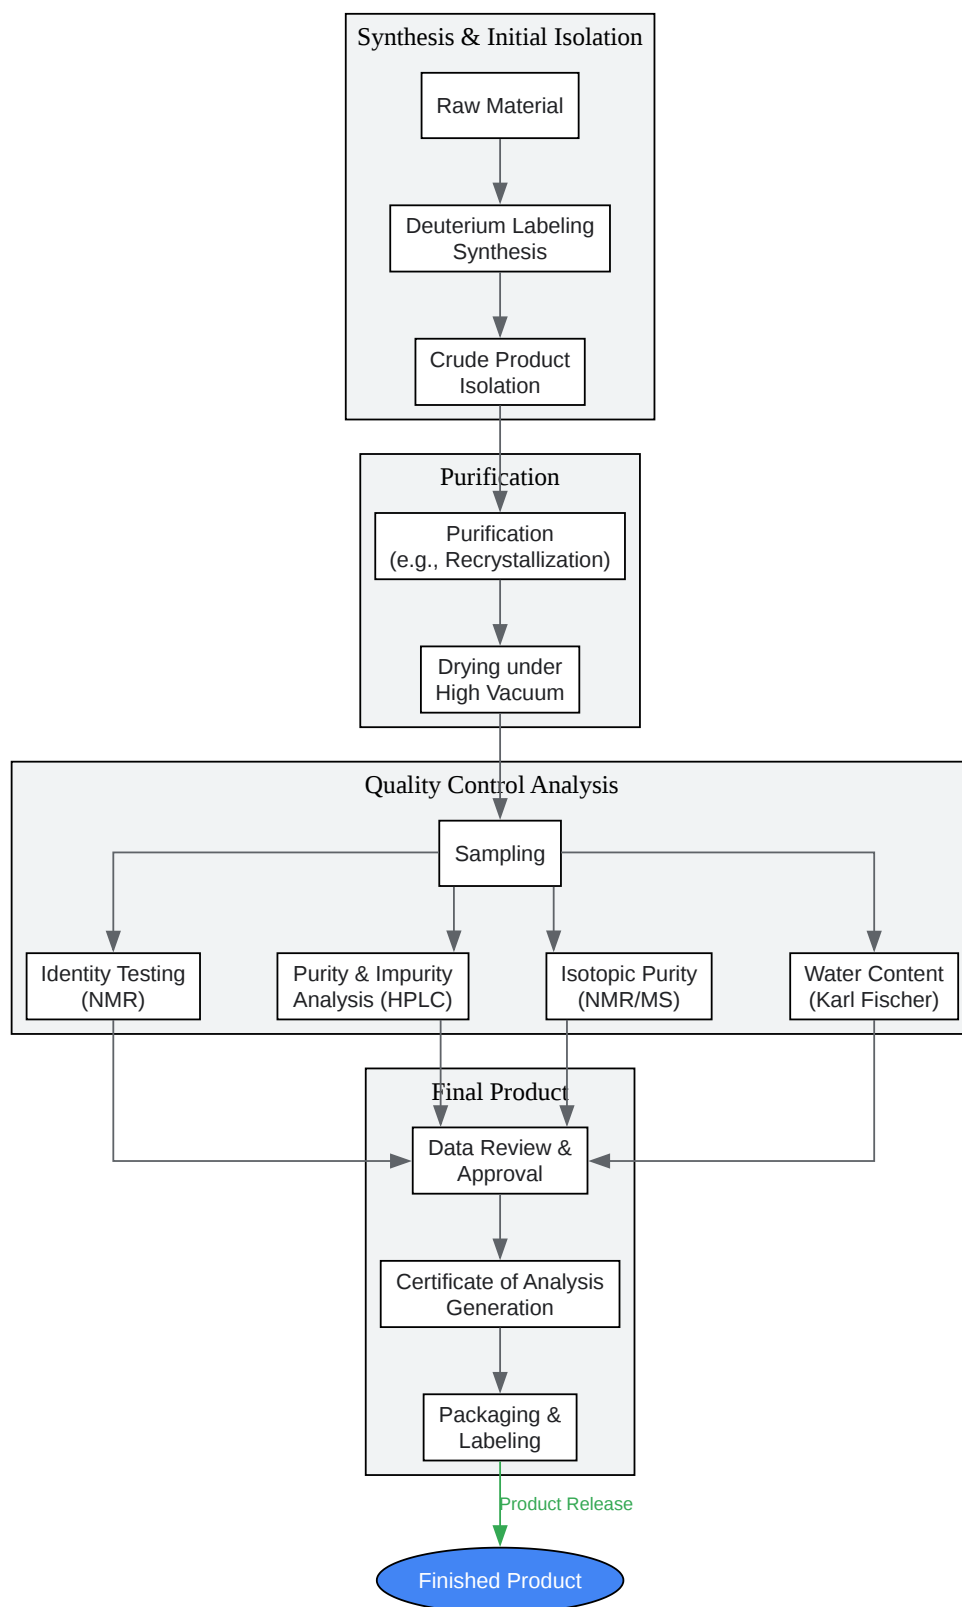 Synthesis & Initial Isolation
Raw Material
Deuterium Labeling
Synthesis
Crude Product
Isolation
Purification
Purification
(e.g., Recrystallization)
Drying under
High Vacuum
Quality Control Analysis
Sampling
Identity Testing
(NMR)
Purity & Impurity
Analysis (HPLC)
Isotopic Purity
(NMR/MS)
Water Content
(Karl Fischer)
Final Product
Data Review &
Approval
Certificate of Analysis
Generation
Packaging &
Labeling
Product Release
Finished Product